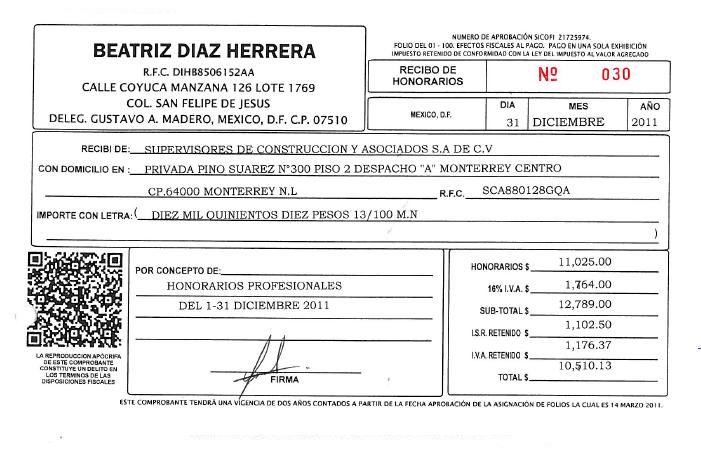 BEATRIZ DIAZ HERRERA
R.F.C. DIHB8506152AA
CALLE COYUCA MANZANA 126 LOTE 1769
COL. SAN FELIPE DE JESUS
DELEG. GUSTAVO A. MADERO, MEXICO, D.F. C.P. 07510
NUMERO DE APROBACIÓN SICOFI 21725974.
FOLIO DEL 01 - 100. EFECTOS FISCALES AL PAGO. PAGO EN UNA SOLA EXHIBICIÓN
IMPUESTO RETENIDO DE CONFORMIDAD CON LA LEY DEL IMPUESTO AL VALOR AGREGADO
RECIBO DE HONORARIOS
Nº 030
MEXICO, D.F.
DIA MES AÑO
31 DICIEMBRE 2011
RECIBI DE: SUPERVISORES DE CONSTRUCCION Y ASOCIADOS S.A DE C.V
CON DOMICILIO EN : PRIVADA PINO SUAREZ N°300 PISO 2 DESPACHO "A" MONTERREY CENTRO
CP.64000 MONTERREY N.L R.F.C. SCA880128GQA
IMPORTE CON LETRA: ( DIEZ MIL QUINIENTOS DIEZ PESOS 13/100 M.N
)
LA REPRODUCCION APÓCRIFA
DE ESTE COMPROBANTE
CONSTITUYE UN DELITO EN
LOS TERMINOS DE LAS
DISPOSICIONES FISCALES
POR CONCEPTO DE:
HONORARIOS PROFESIONALES
DEL 1-31 DICIEMBRE 2011
FIRMA
HONORARIOS $ 11,025.00
16% I.V.A. $ 1,764.00
SUB-TOTAL $ 12,789.00
I.S.R. RETENIDO $ 1,102.50
I.V.A. RETENIDO $ 1,176.37
TOTAL $ 10,510.13
ESTE COMPROBANTE TENDRÁ UNA VIGENCIA DE DOS AÑOS CONTADOS A PARTIR DE LA FECHA APROBACIÓN DE LA ASIGNACIÓN DE FOLIOS LA CUAL ES 14 MARZO 2011.